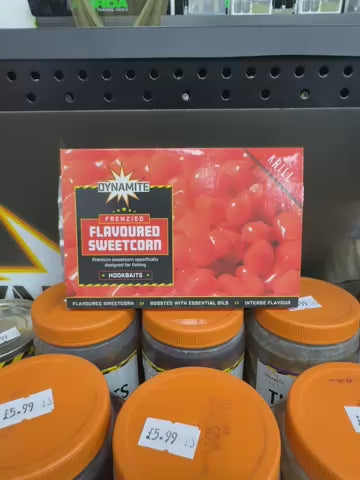 KRILL
DYNAMITE
FRENZIED
FLAVOURED
SWEETCORN
Premium sweetcorn specifically
designed for fishing
HOOKBAITS
FLAVOURED SWEETCORN >> BOOSTED WITH ESSENTIAL OILS >> INTENSE FLAVOUR
£5.99
£5.99